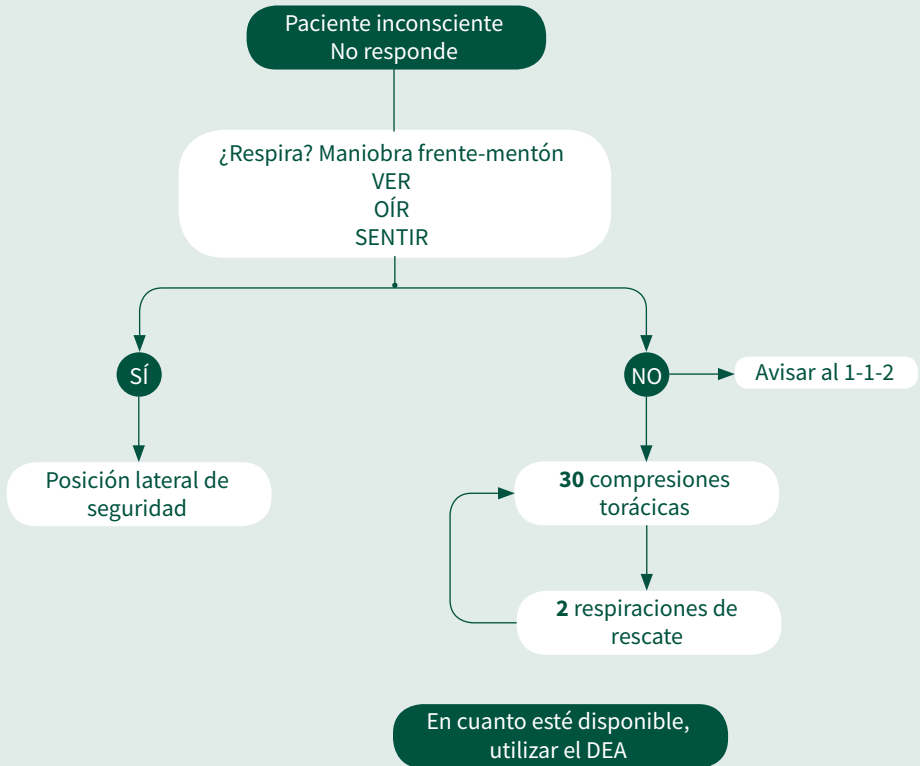 Paciente inconsciente
No responde
¿Respira? Maniobra frente-mentón
VER
OÍR
SENTIR
SÍ
NO
Avisar al 1-1-2
Posición lateral de
seguridad
30 compresiones
torácicas
2 respiraciones de
rescate
En cuanto esté disponible,
utilizar el DEA